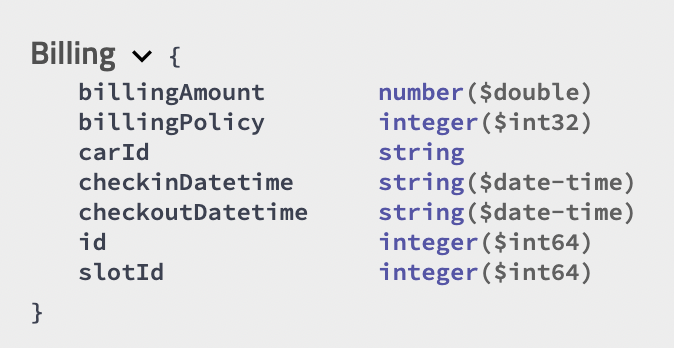 Billing {
billingAmount number($double)
billingPolicy integer($int32)
carId string
checkinDatetime string($date-time)
checkoutDatetime string($date-time)
id integer($int64)
slotId integer($int64)
}